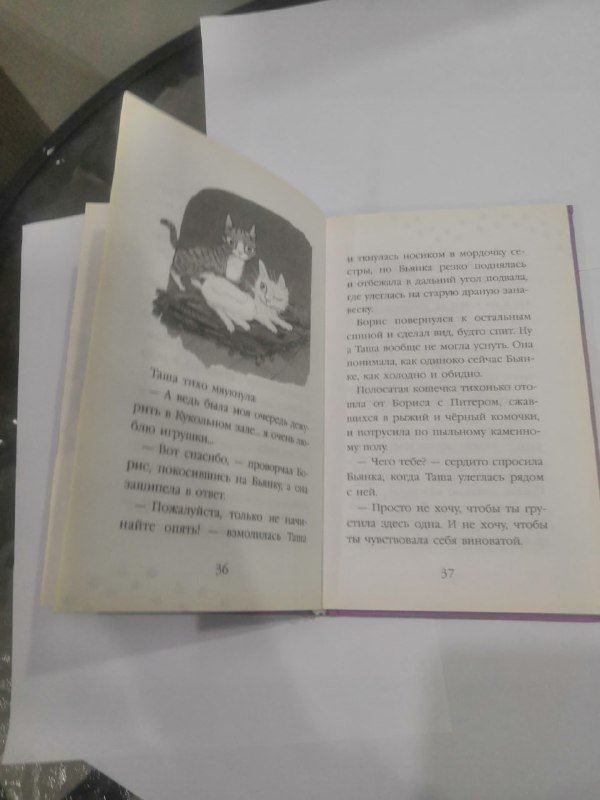 Таша тихо мяукнула.
— А ведь была моя очередь дежу-
рить в Кукольном зале... я очень лю-
блю игрушки...
— Вот спасибо, — проворчал Бо-
рис, покосившись на Бьянку, а она
зашипела в ответ.
— Пожалуйста, только не начи-
найте опять! — взмолилась Таша
36
и ткнулась носиком в мордочку се-
стры, но Бьянка резко поднялась
и отбежала в дальний угол подвала,
где улеглась на старую драную зана-
веску.
Борис повернулся к остальным
спиной и сделал вид, будто спит. Ну
а Таша вообще не могла уснуть. Она
понимала, как одиноко сейчас Бьян-
ке, как холодно и обидно.
Полосатая кошечка тихонько ото-
шла от Бориса с Питером, сжав-
шихся в рыжий и чёрный комочки,
и потрусила по пыльному каменно-
му полу.
— Чего тебе? — сердито спросила
Бьянка, когда Таша улеглась рядом
с ней.
— Просто не хочу, чтобы ты гру-
стила здесь одна. И не хочу, чтобы
ты чувствовала себя виноватой.
37